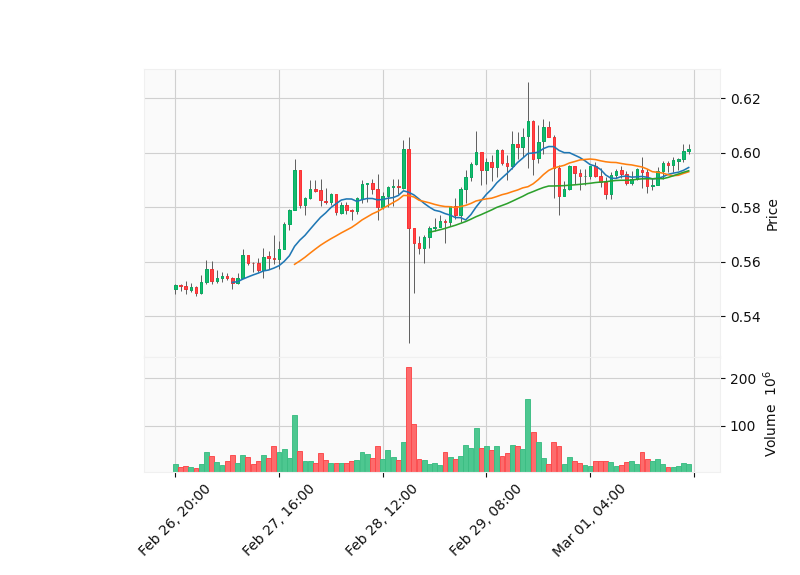 0.62
0.60
0.58
0.56
0.54
Price
200
100
Volume 10^6
Feb 26, 20:00
Feb 27, 16:00
Feb 28, 12:00
Feb 29, 08:00
Mar 01, 04:00